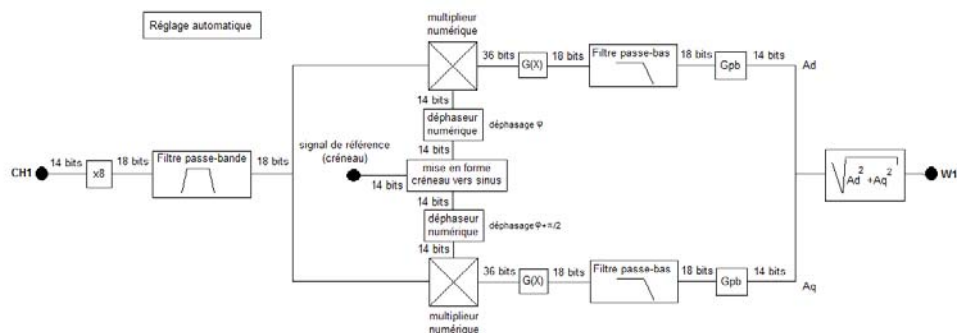 Réglage automatique
multiplieur
numérique
36 bits
G(X)
18 bits
Filtre passe-bas
18 bits
Gpb
14 bits
Ad
14 bits
déphaseur
numérique
déphasage φ
14 bits
signal de référence
(créneau)
CH1
14 bits
x8
18 bits
Filtre passe-bande
18 bits
14 bits
mise en forme
créneau vers sinus
√Ad² +Aq²
W1
14 bits
déphaseur
numérique
déphasage φ+π/2
14 bits
36 bits
G(X)
18 bits
Filtre passe-bas
18 bits
Gpb
14 bits
Aq
multiplieur
numérique